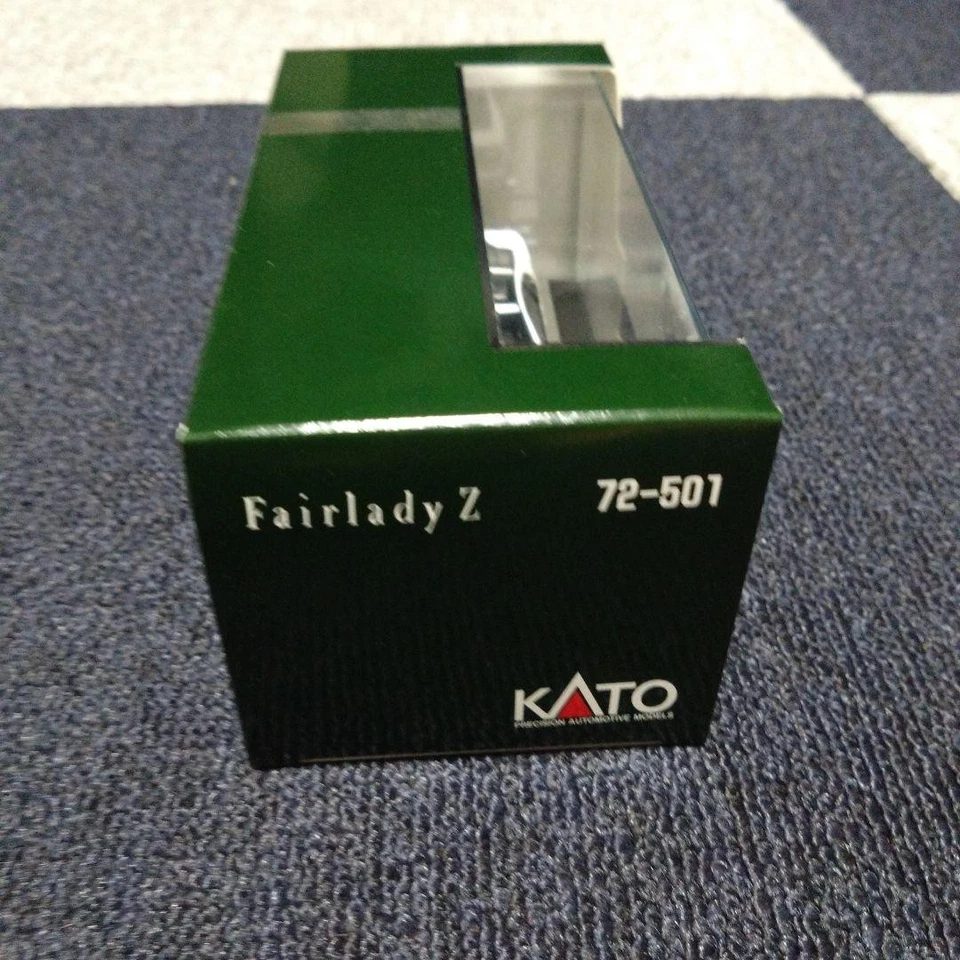 Fairlady Z
72-501
KATO
PRECISION AUTOMOTIVE MODELS